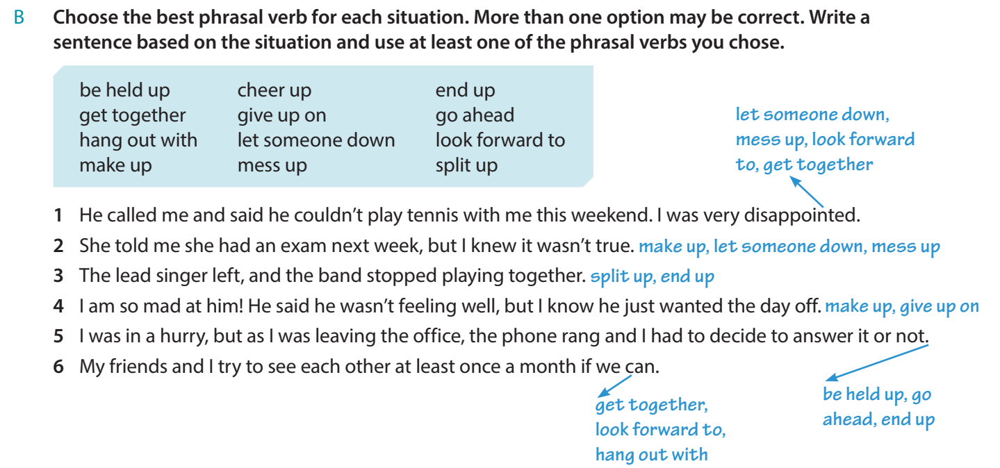 B Choose the best phrasal verb for each situation. More than one option may be correct. Write a
sentence based on the situation and use at least one of the phrasal verbs you chose.
be held up cheer up end up
get together give up on go ahead
hang out with let someone down look forward to
make up mess up split up
let someone down,
mess up, look forward
to, get together
1 He called me and said he couldn’t play tennis with me this weekend. I was very disappointed.
2 She told me she had an exam next week, but I knew it wasn’t true. make up, let someone down, mess up
3 The lead singer left, and the band stopped playing together. split up, end up
4 I am so mad at him! He said he wasn’t feeling well, but I know he just wanted the day off. make up, give up on
5 I was in a hurry, but as I was leaving the office, the phone rang and I had to decide to answer it or not.
6 My friends and I try to see each other at least once a month if we can.
be held up, go
ahead, end up
get together,
look forward to,
hang out with